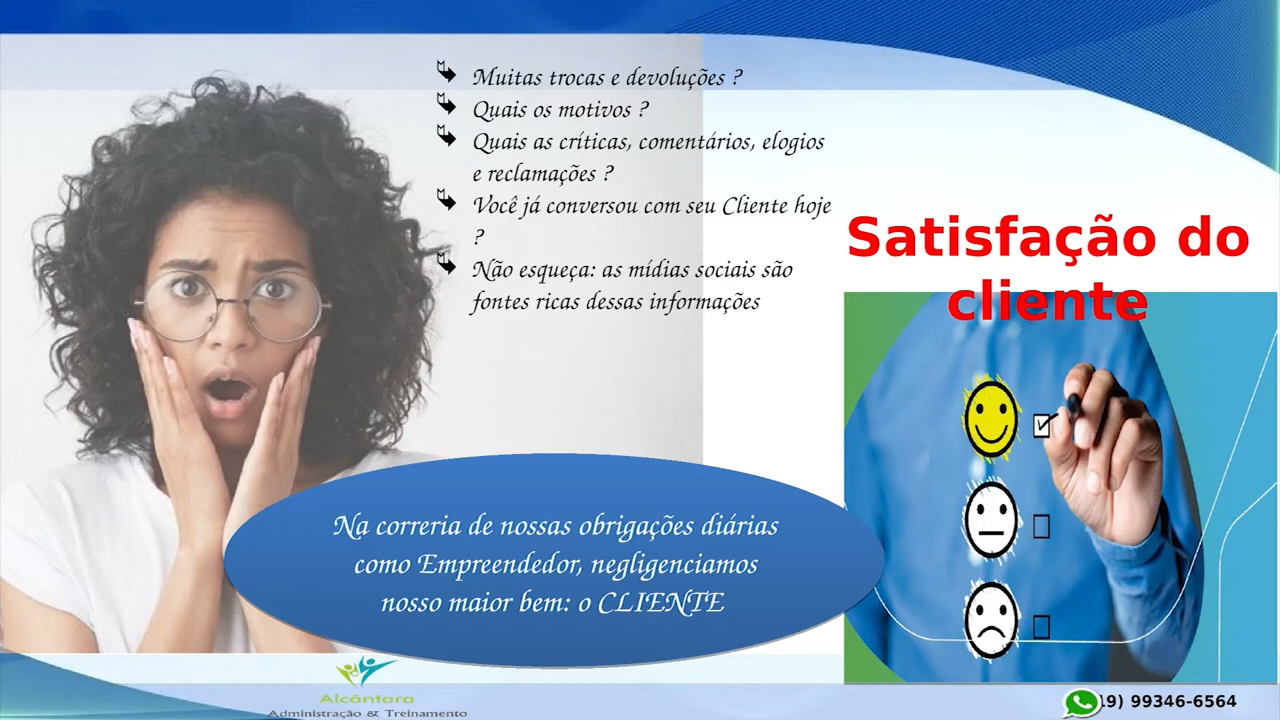 Muitas trocas e devoluções ?
Quais os motivos ?
Quais as críticas, comentários, elogios
e reclamações ?
Você já conversou com seu Cliente hoje
?
Não esqueça: as mídias sociais são
fontes ricas dessas informações
Satisfação do
cliente
Na correria de nossas obrigações diárias
como Empreendedor, negligenciamos
nosso maior bem: o CLIENTE
Alcântara
Administração & Treinamento
19) 99346-6564